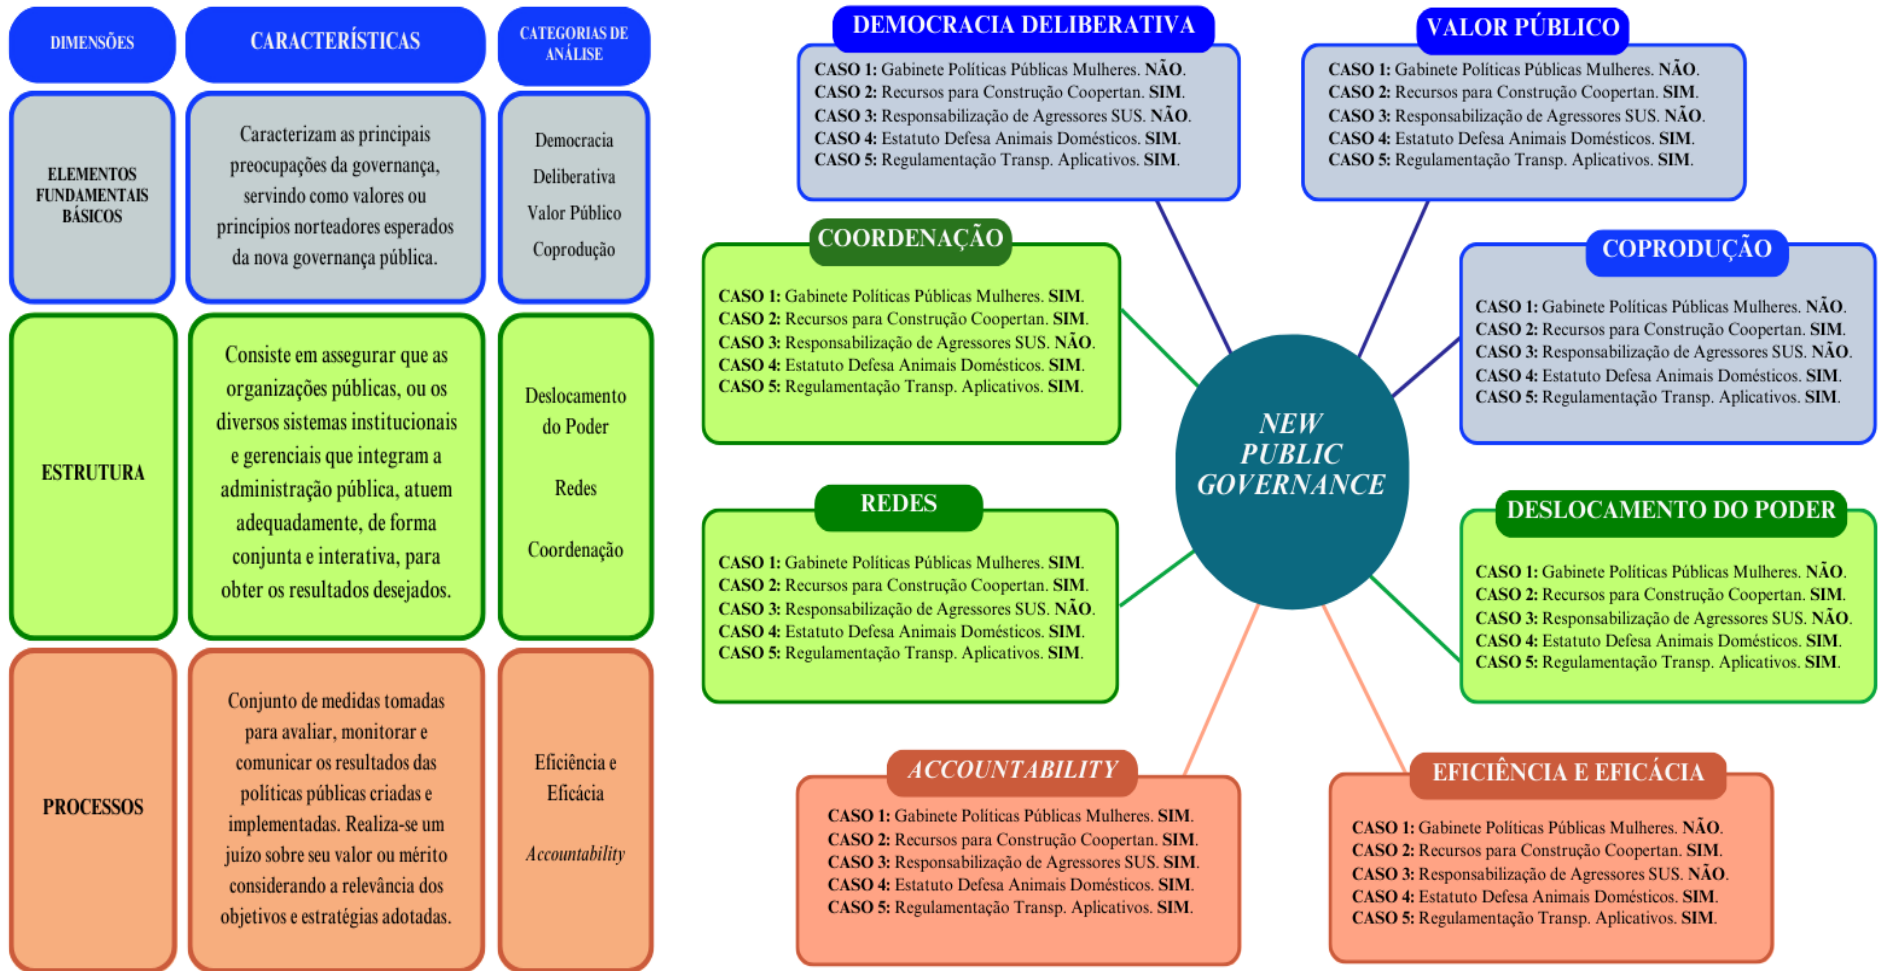 DIMENSÕES
CARACTERÍSTICAS
CATEGORIAS DE
ANÁLISE
ELEMENTOS
FUNDAMENTAIS
BÁSICOS
Caracterizam as principais
preocupações da governança,
servindo como valores ou
princípios norteadores esperados
da nova governança pública.
Democracia
Deliberativa
Valor Público
Coprodução
ESTRUTURA
Consiste em assegurar que as
organizações públicas, ou os
diversos sistemas institucionais
e gerenciais que integram a
administração pública, atuem
adequadamente, de forma
conjunta e interativa, para
obter os resultados desejados.
Deslocamento
do Poder
Redes
Coordenação
PROCESSOS
Conjunto de medidas tomadas
para avaliar, monitorar e
comunicar os resultados das
políticas públicas criadas e
implementadas. Realiza-se um
juízo sobre seu valor ou mérito
considerando a relevância dos
objetivos e estratégias adotadas.
Eficiência e
Eficácia
Accountability
DEMOCRACIA DELIBERATIVA
CASO 1: Gabinete Políticas Públicas Mulheres. NÃO.
CASO 2: Recursos para Construção Coopertan. SIM.
CASO 3: Responsabilização de Agressores SUS. NÃO.
CASO 4: Estatuto Defesa Animais Domésticos. SIM.
CASO 5: Regulamentação Transp. Aplicativos. SIM.
VALOR PÚBLICO
CASO 1: Gabinete Políticas Públicas Mulheres. NÃO.
CASO 2: Recursos para Construção Coopertan. SIM.
CASO 3: Responsabilização de Agressores SUS. NÃO.
CASO 4: Estatuto Defesa Animais Domésticos. SIM.
CASO 5: Regulamentação Transp. Aplicativos. SIM.
COORDENAÇÃO
CASO 1: Gabinete Políticas Públicas Mulheres. SIM.
CASO 2: Recursos para Construção Coopertan. SIM.
CASO 3: Responsabilização de Agressores SUS. NÃO.
CASO 4: Estatuto Defesa Animais Domésticos. SIM.
CASO 5: Regulamentação Transp. Aplicativos. SIM.
COPRODUÇÃO
CASO 1: Gabinete Políticas Públicas Mulheres. NÃO.
CASO 2: Recursos para Construção Coopertan. SIM.
CASO 3: Responsabilização de Agressores SUS. NÃO.
CASO 4: Estatuto Defesa Animais Domésticos. SIM.
CASO 5: Regulamentação Transp. Aplicativos. SIM.
NEW
PUBLIC
GOVERNANCE
REDES
CASO 1: Gabinete Políticas Públicas Mulheres. SIM.
CASO 2: Recursos para Construção Coopertan. SIM.
CASO 3: Responsabilização de Agressores SUS. NÃO.
CASO 4: Estatuto Defesa Animais Domésticos. SIM.
CASO 5: Regulamentação Transp. Aplicativos. SIM.
DESLOCAMENTO DO PODER
CASO 1: Gabinete Políticas Públicas Mulheres. NÃO.
CASO 2: Recursos para Construção Coopertan. SIM.
CASO 3: Responsabilização de Agressores SUS. NÃO.
CASO 4: Estatuto Defesa Animais Domésticos. SIM.
CASO 5: Regulamentação Transp. Aplicativos. SIM.
ACCOUNTABILITY
CASO 1: Gabinete Políticas Públicas Mulheres. SIM.
CASO 2: Recursos para Construção Coopertan. SIM.
CASO 3: Responsabilização de Agressores SUS. SIM.
CASO 4: Estatuto Defesa Animais Domésticos. SIM.
CASO 5: Regulamentação Transp. Aplicativos. SIM.
EFICIÊNCIA E EFICÁCIA
CASO 1: Gabinete Políticas Públicas Mulheres. NÃO.
CASO 2: Recursos para Construção Coopertan. SIM.
CASO 3: Responsabilização de Agressores SUS. NÃO.
CASO 4: Estatuto Defesa Animais Domésticos. SIM.
CASO 5: Regulamentação Transp. Aplicativos. SIM.